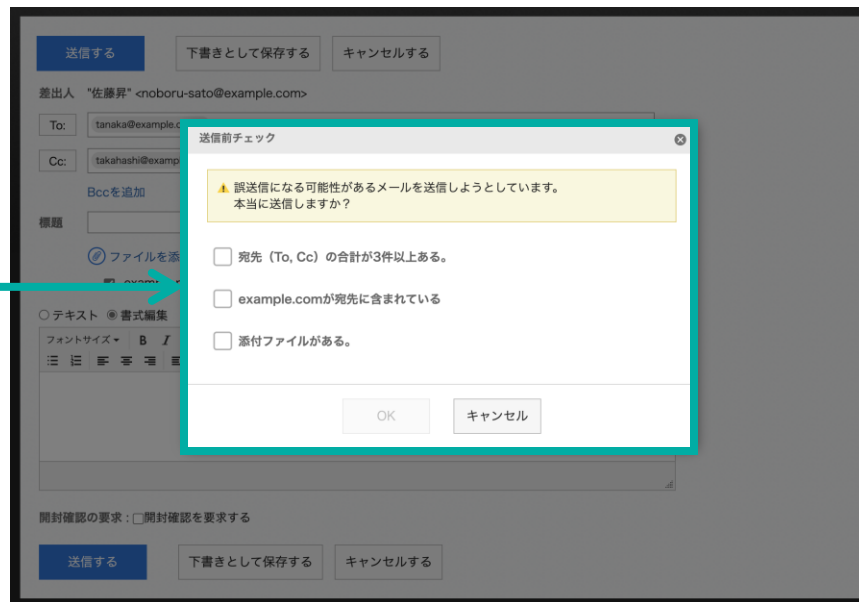 送信する 下書きとして保存する キャンセルする
差出人 "佐藤昇" <noboru-sato@example.com>
To: tanaka@example.c
Cc: takahashi@examp
Bccを追加
標題
ファイルを添
送信前チェック
誤送信になる可能性があるメールを送信しようとしています。
本当に送信しますか？
宛先（To, Cc）の合計が3件以上ある。
example.comが宛先に含まれている
添付ファイルがある。
OK キャンセル
テキスト 書式編集
フォントサイズ B I
開封確認の要求 : 開封確認を要求する
送信する 下書きとして保存する キャンセルする